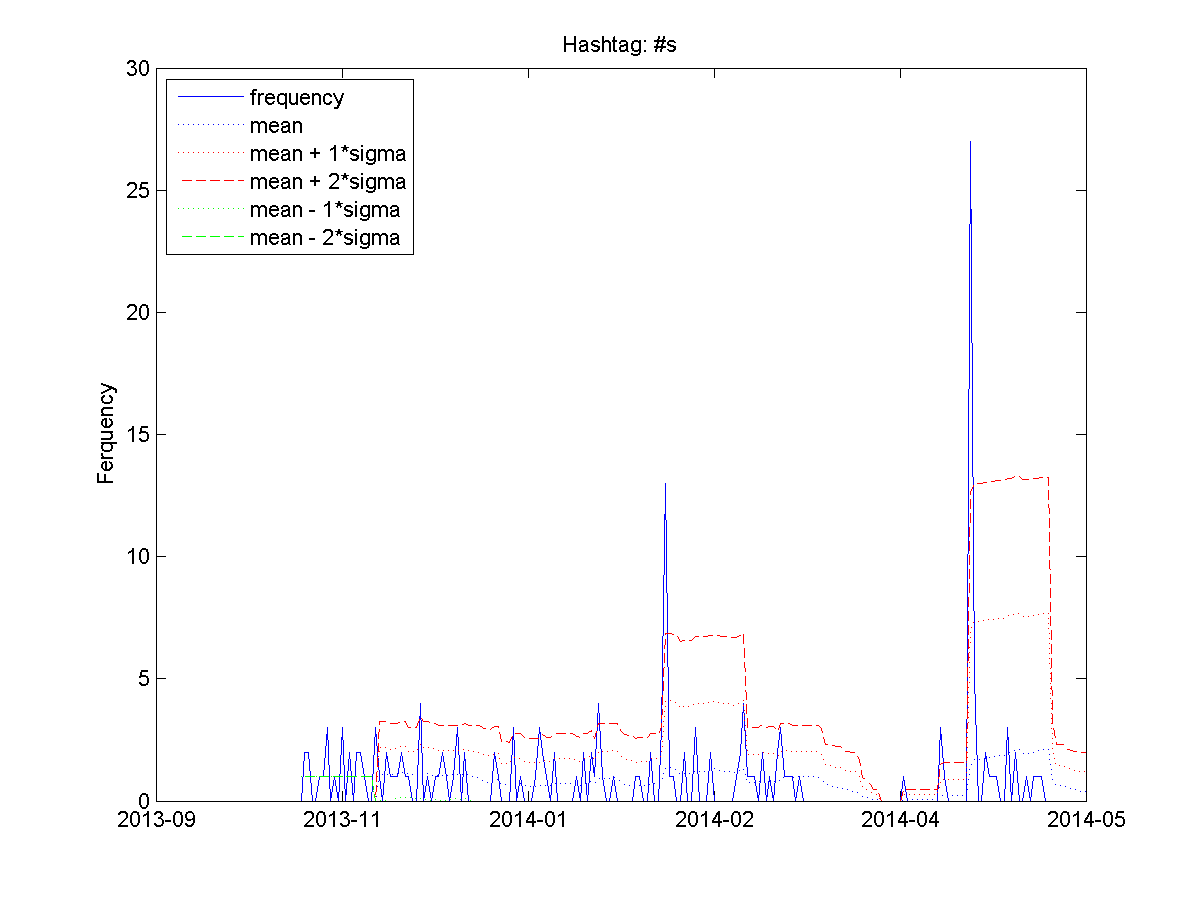 Hashtag: #s
30
25
20
15
10
5
0
Ferquency
frequency
mean
mean + 1*sigma
mean + 2*sigma
mean - 1*sigma
mean - 2*sigma
2013-09
2013-11
2014-01
2014-02
2014-04
2014-05